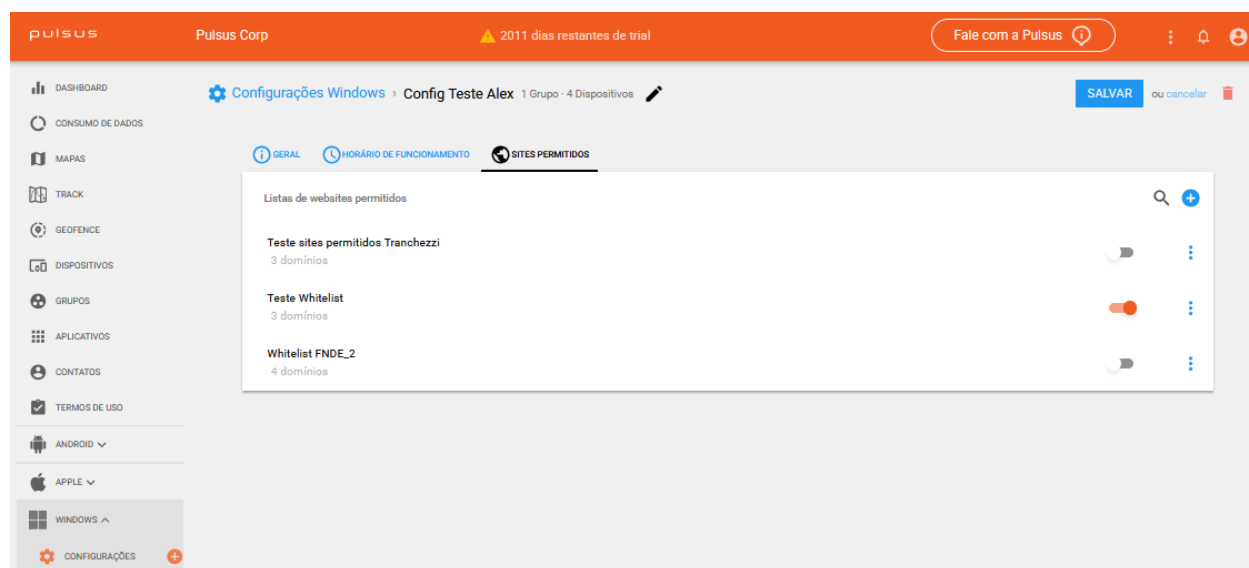 pulsus
Pulsus Corp
2011 dias restantes de trial
Fale com a Pulsus
DASHBOARD
CONSUMO DE DADOS
MAPAS
TRACK
GEOFENCE
DISPOSITIVOS
GRUPOS
APLICATIVOS
CONTATOS
TERMOS DE USO
ANDROID
APPLE
WINDOWS
CONFIGURAÇÕES
Configurações Windows › Config Teste Alex 1 Grupo - 4 Dispositivos
SALVAR ou cancelar
GERAL HORÁRIO DE FUNCIONAMENTO SITES PERMITIDOS
Listas de websites permitidos
Teste sites permitidos Tranchezzi
3 domínios
Teste Whitelist
3 domínios
Whitelist FNDE_2
4 domínios